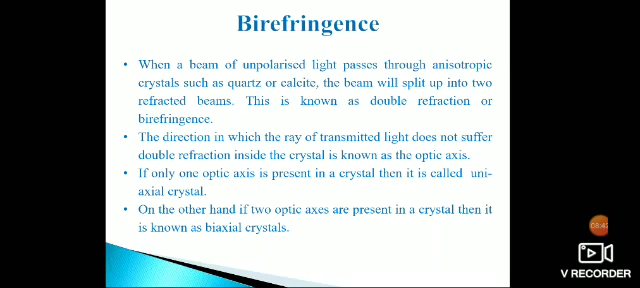 Birefringence
• When a beam of unpolarised light passes through anisotropic
crystals such as quartz or calcite, the beam will split up into two
refracted beams. This is known as double refraction or
birefringence.
• The direction in which the ray of transmitted light does not suffer
double refraction inside the crystal is known as the optic axis.
• If only one optic axis is present in a crystal then it is called uni-
axial crystal.
• On the other hand if two optic axes are present in a crystal then it
is known as biaxial crystals.
V RECORDER